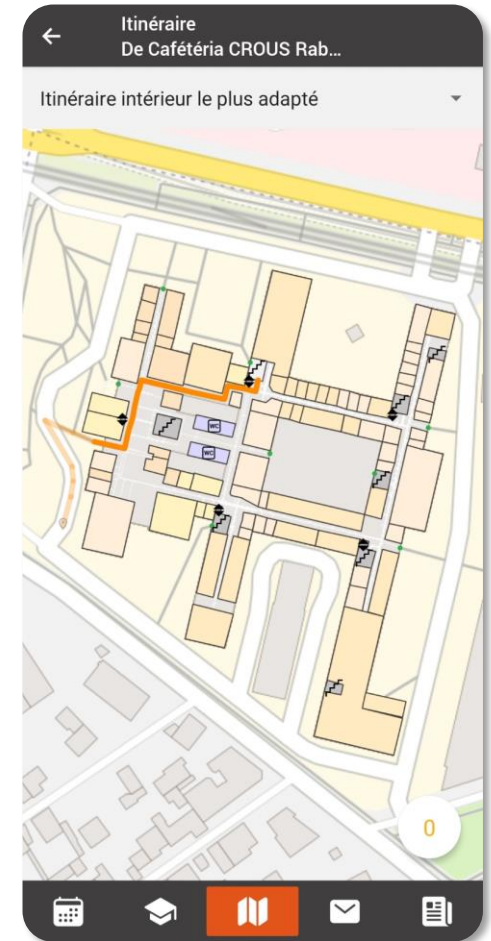 Itinéraire
De Cafétéria CROUS Rab...
Itinéraire intérieur le plus adapté
WC
WC
0